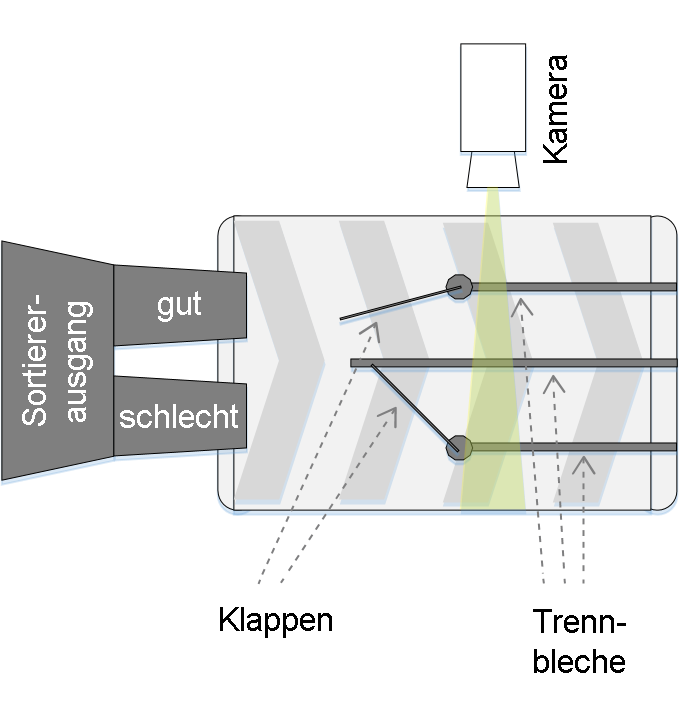 Kamera
Sortierer-
ausgang
gut
schlecht
Klappen
Trenn-
bleche